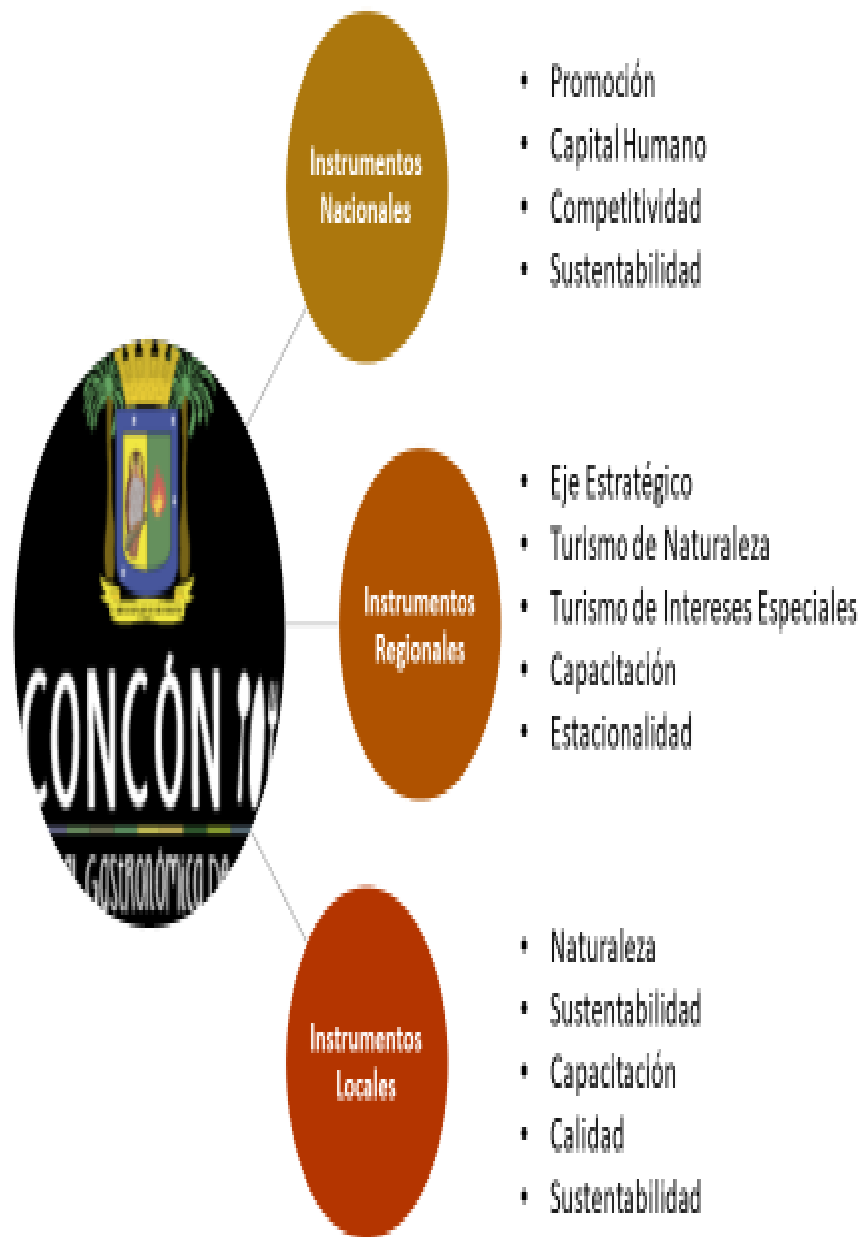 Instrumentos
Nacionales
• Promoción
• Capital Humano
• Competitividad
• Sustentabilidad
CONCÓN
Gastronómico
Instrumentos
Regionales
• Eje Estratégico
• Turismo de Naturaleza
• Turismo de Intereses Especiales
• Capacitación
• Estacionalidad
Instrumentos
Locales
• Naturaleza
• Sustentabilidad
• Capacitación
• Calidad
• Sustentabilidad